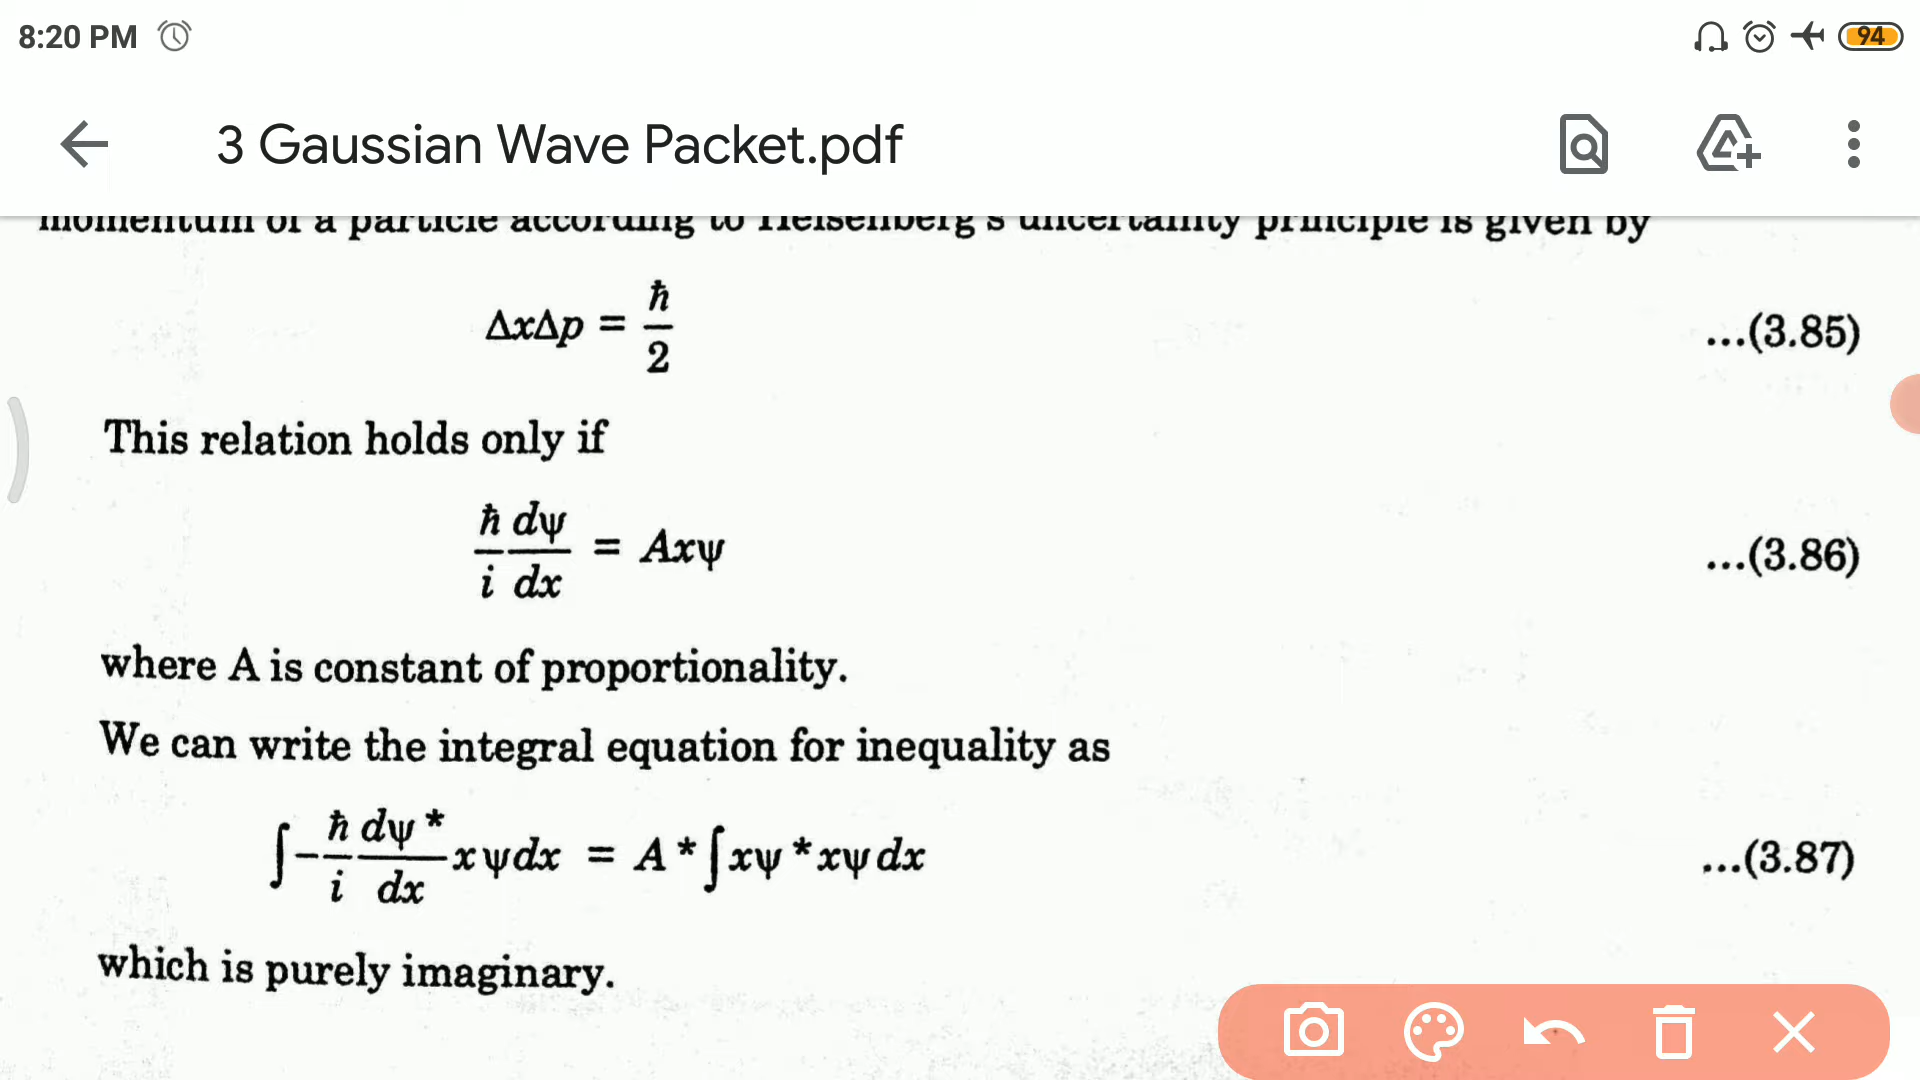 8:20 PM
94
3 Gaussian Wave Packet.pdf
momentum of a particle according to Heisenberg's uncertainty principle is given by
ΔxΔp = ħ/2 ...(3.85)
This relation holds only if
ħ/i dψ/dx = Axψ ...(3.86)
where A is constant of proportionality.
We can write the integral equation for inequality as
∫-ħ/i dψ*/dx xψdx = A*∫xψ*xψdx ...(3.87)
which is purely imaginary.